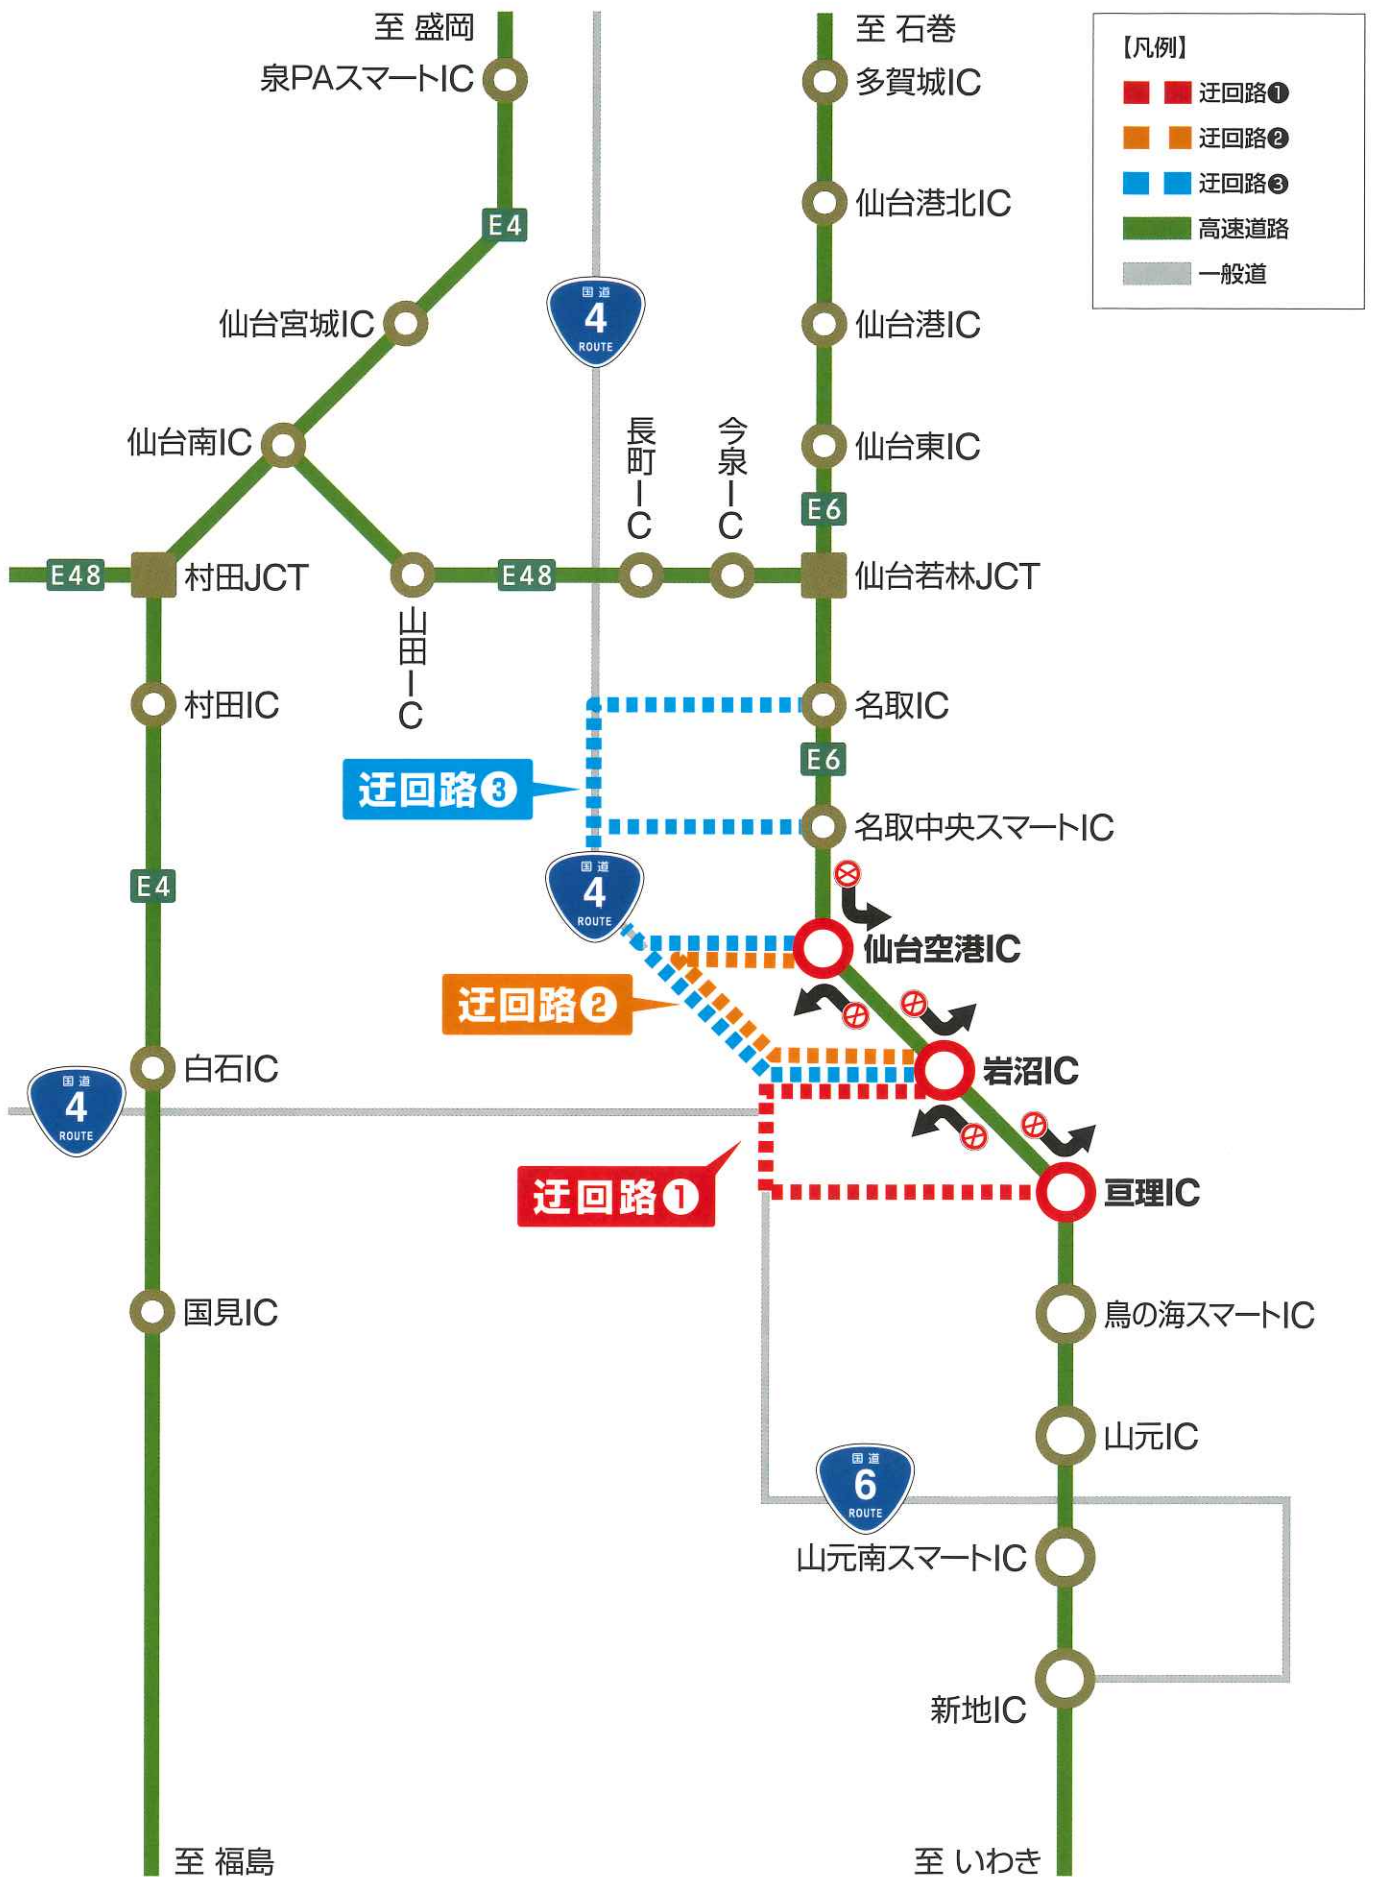 至 盛岡
泉PAスマートIC
E4
仙台宮城IC
仙台南IC
E48
村田JCT
村田IC
E4
白石IC
国道
4
ROUTE
国見IC
至 福島
国道
4
ROUTE
山田IC
E48
長町IC
今泉IC
至 石巻
多賀城IC
仙台港北IC
仙台港IC
仙台東IC
E6
仙台若林JCT
名取IC
E6
名取中央スマートIC
迂回路❸
国道
4
ROUTE
仙台空港IC
迂回路❷
岩沼IC
迂回路❶
亘理IC
鳥の海スマートIC
山元IC
国道
6
ROUTE
山元南スマートIC
新地IC
至 いわき
【凡例】
迂回路❶
迂回路❷
迂回路❸
高速道路
一般道